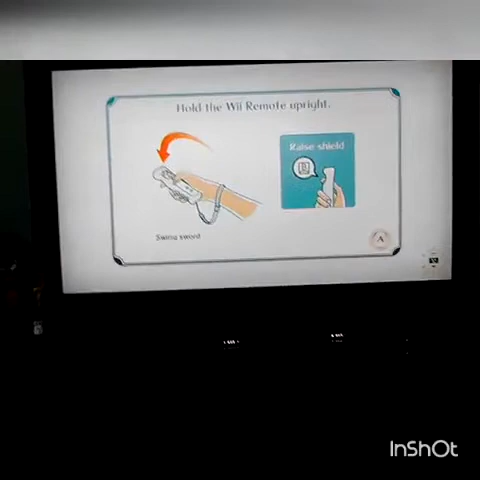 Hold the Wii Remote upright.
Raise shield
Swing sword
A
InShOt